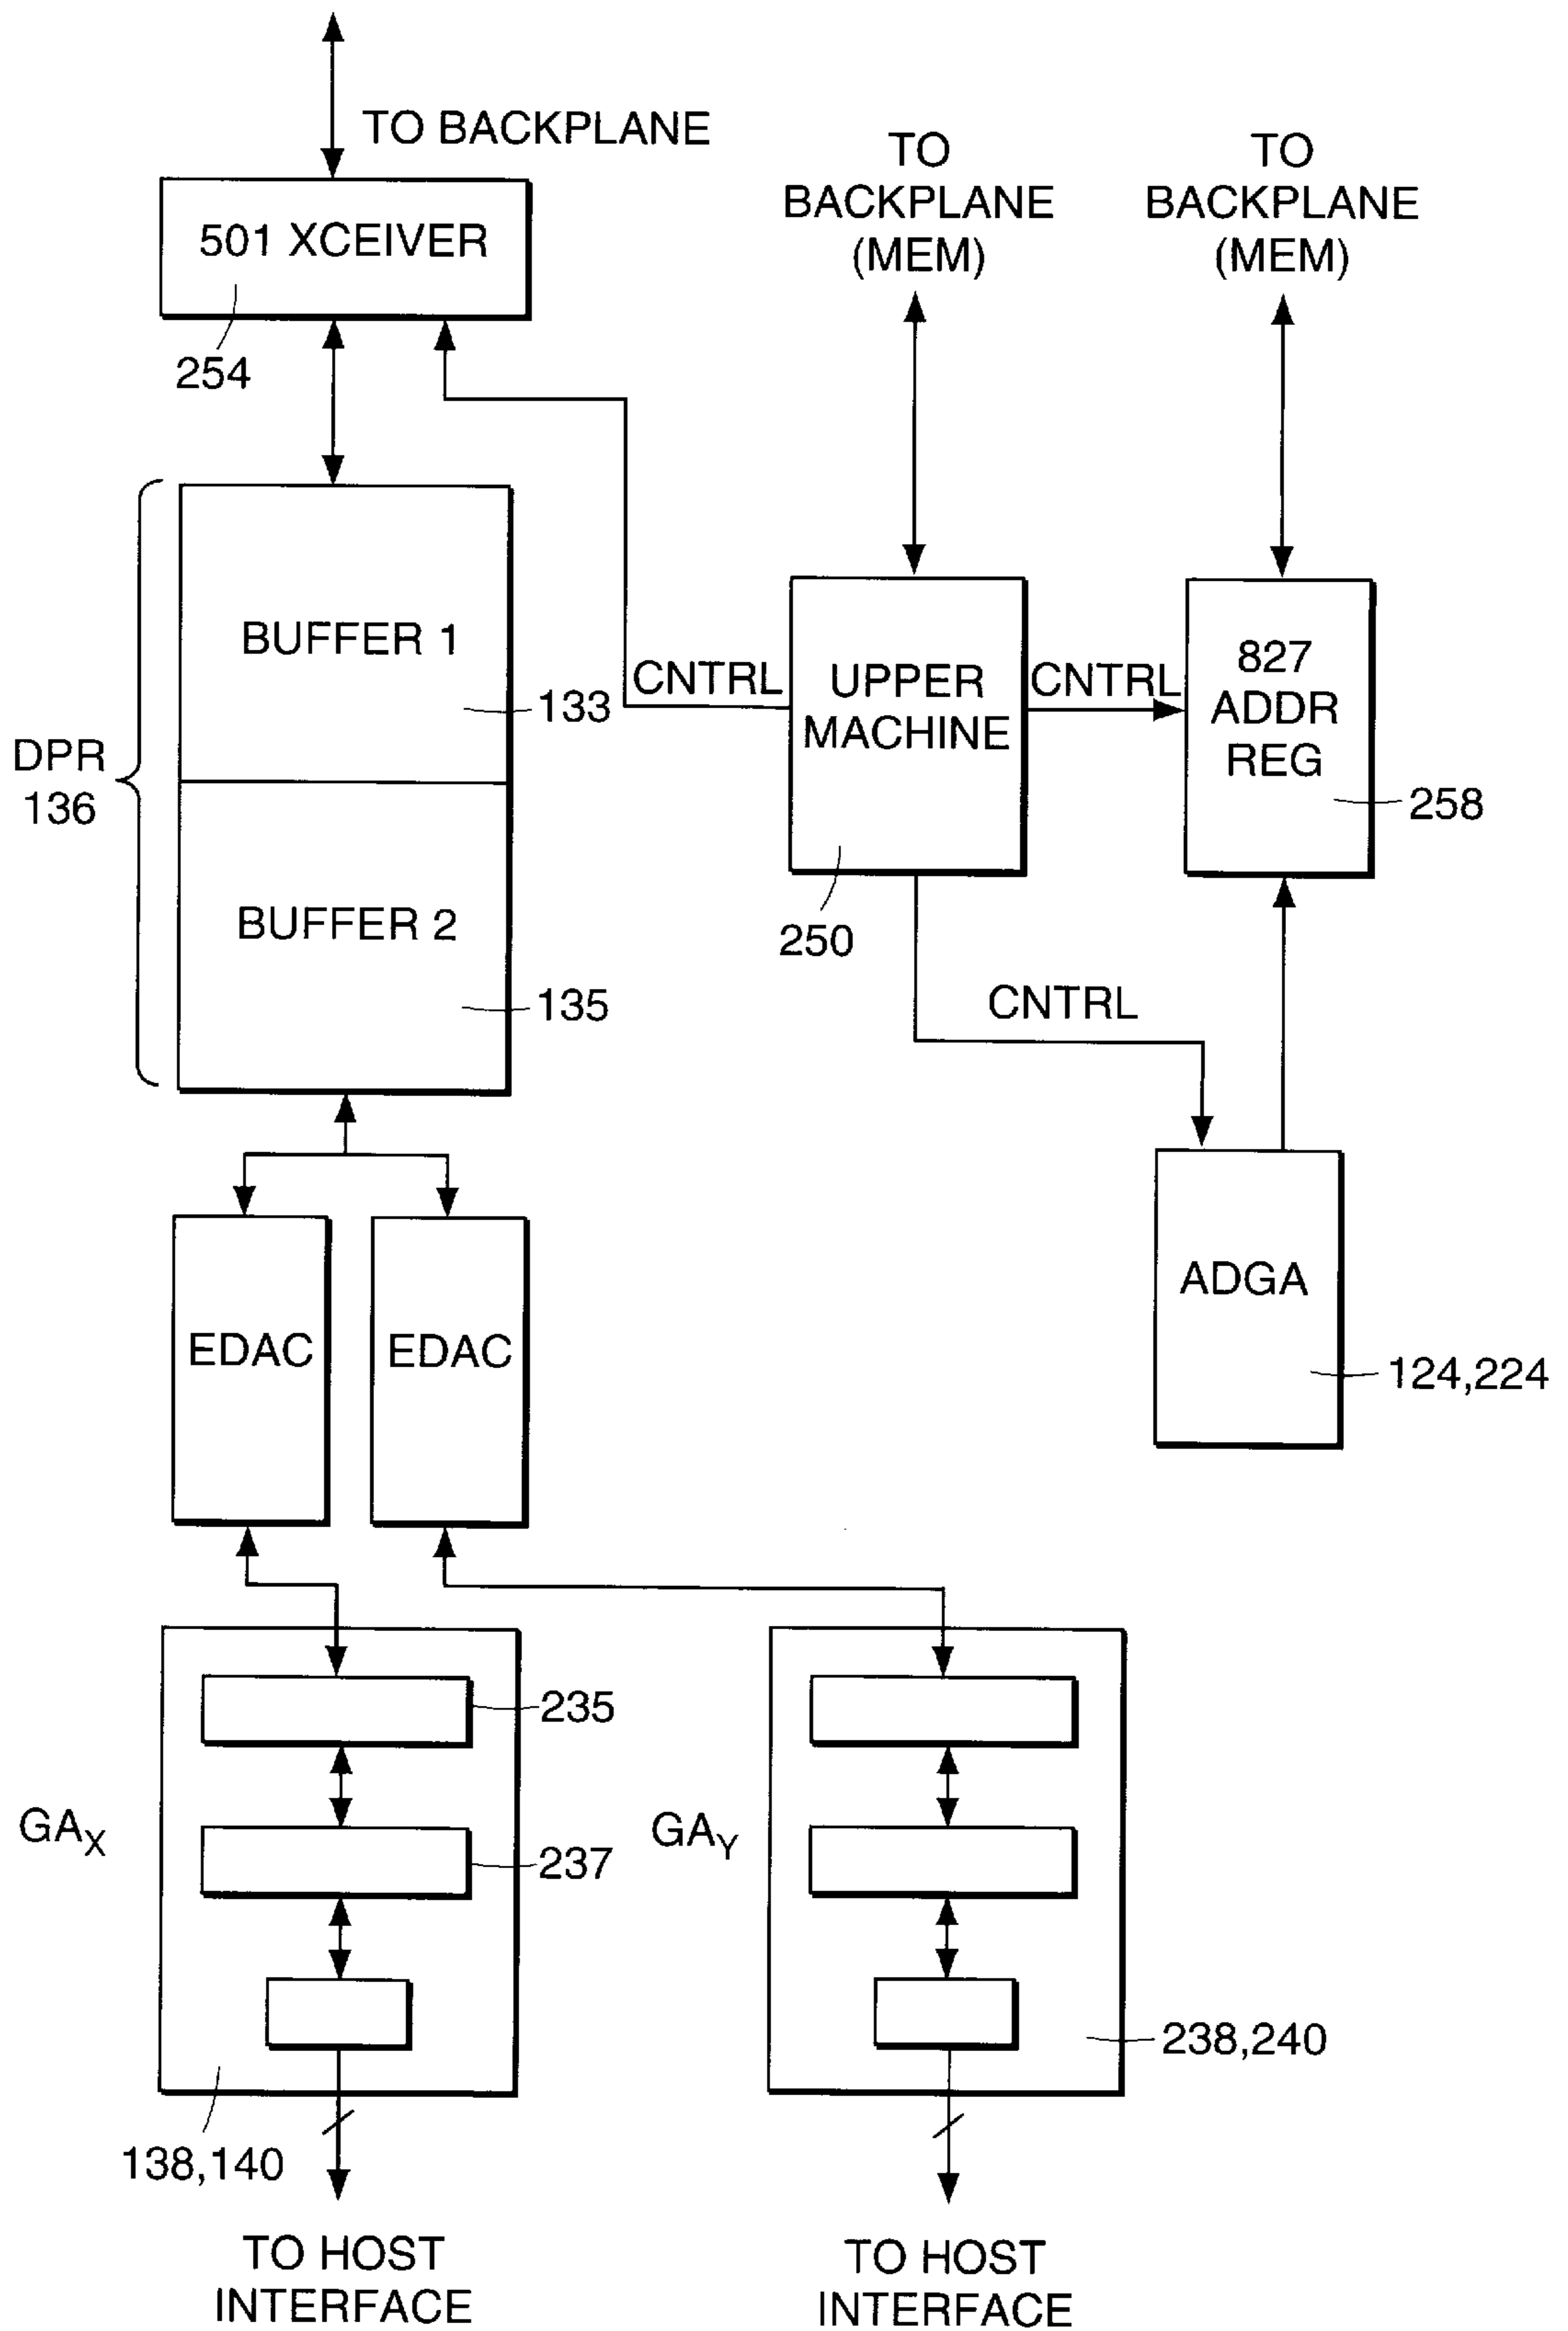 TO BACKPLANE
501 XCEIVER
254
TO
BACKPLANE
(MEM)
TO
BACKPLANE
(MEM)
DPR
136
BUFFER 1
133
BUFFER 2
135
CNTRL
UPPER
MACHINE
250
CNTRL
827
ADDR
REG
258
CNTRL
ADGA
124,224
EDAC
EDAC
GAX
235
237
138,140
GAY
238,240
TO HOST
INTERFACE
TO HOST
INTERFACE